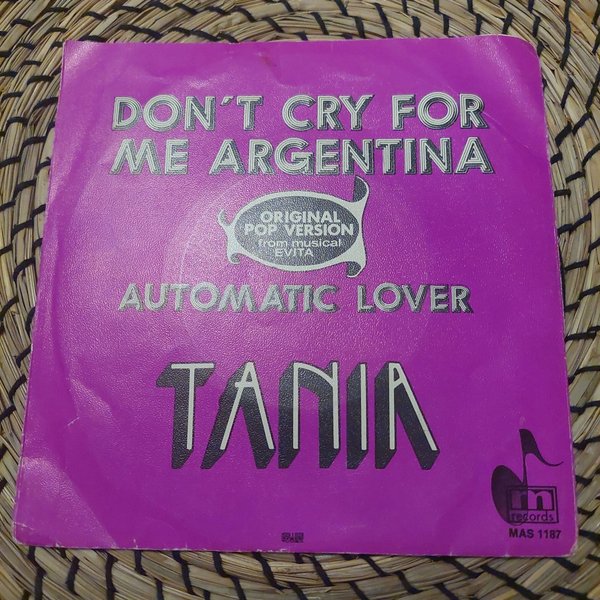 DON'T CRY FOR
ME ARGENTINA
ORIGINAL
POP VERSION
from musical
EVITA
AUTOMATIC LOVER
TANIA
m
records
MAS 1187